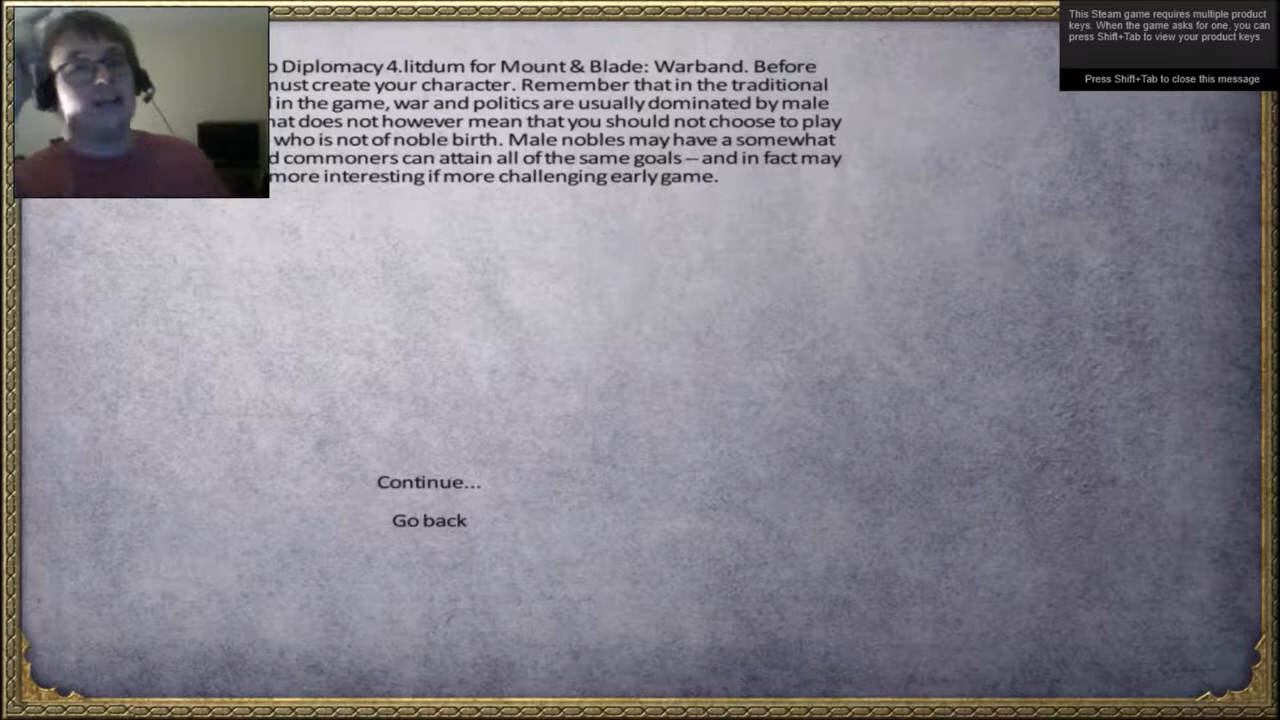 Diplomacy 4.litdum for Mount & Blade: Warband. Before
must create your character. Remember that in the traditional
in the game, war and politics are usually dominated by male
does not however mean that you should not choose to play
who is not of noble birth. Male nobles may have a somewhat
commoners can attain all of the same goals – and in fact may
more interesting if more challenging early game.
Continue...
Go back
This Steam game requires multiple product
keys. When the game asks for one, you can
press Shift+Tab to view your product keys.
Press Shift+Tab to close this message